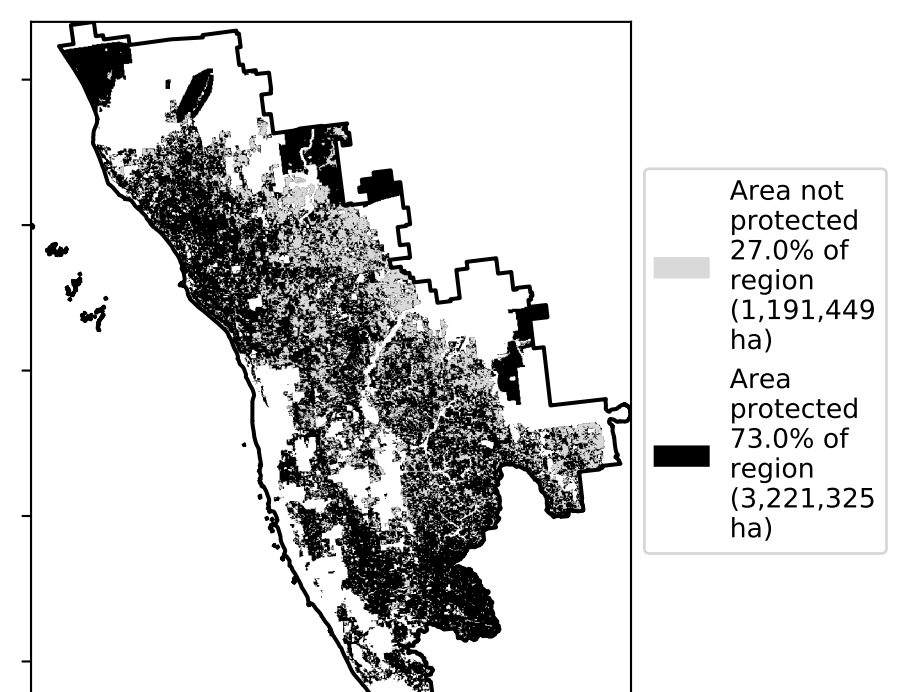 Area not
protected
27.0% of
region
(1,191,449
ha)
Area
protected
73.0% of
region
(3,221,325
ha)